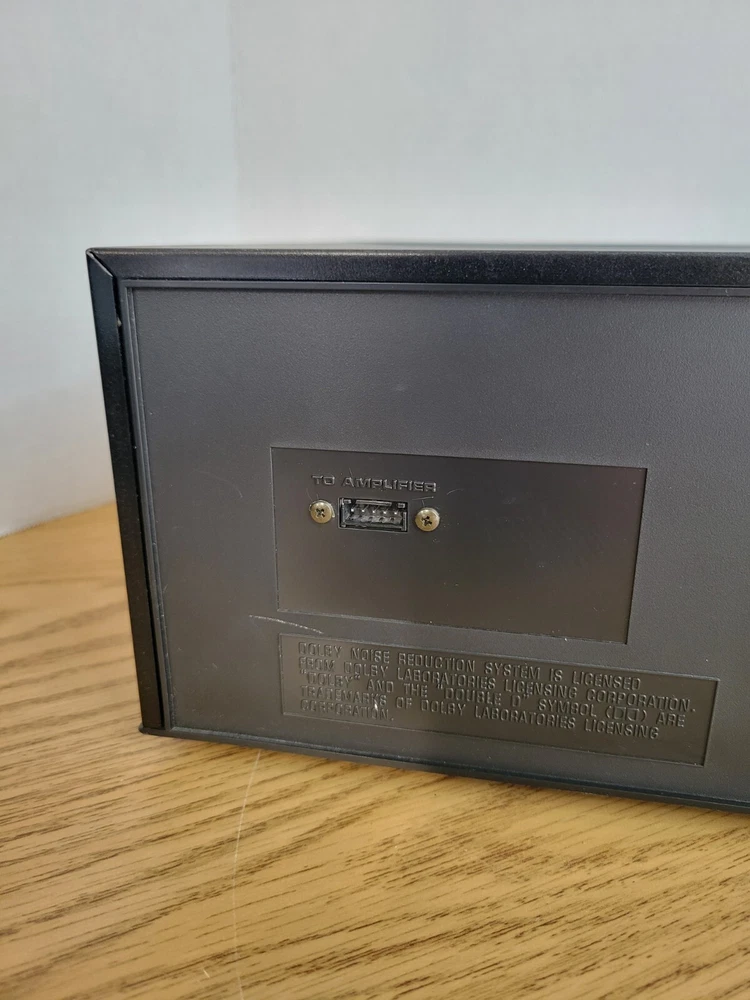 TO AMPLIFIER
DOLBY NOISE REDUCTION SYSTEM IS LICENSED
FROM DOLBY LABORATORIES LICENSING CORPORATION.
"DOLBY" AND THE "DOUBLE D" SYMBOL (▯▯) ARE
TRADEMARKS OF DOLBY LABORATORIES LICENSING
CORPORATION.